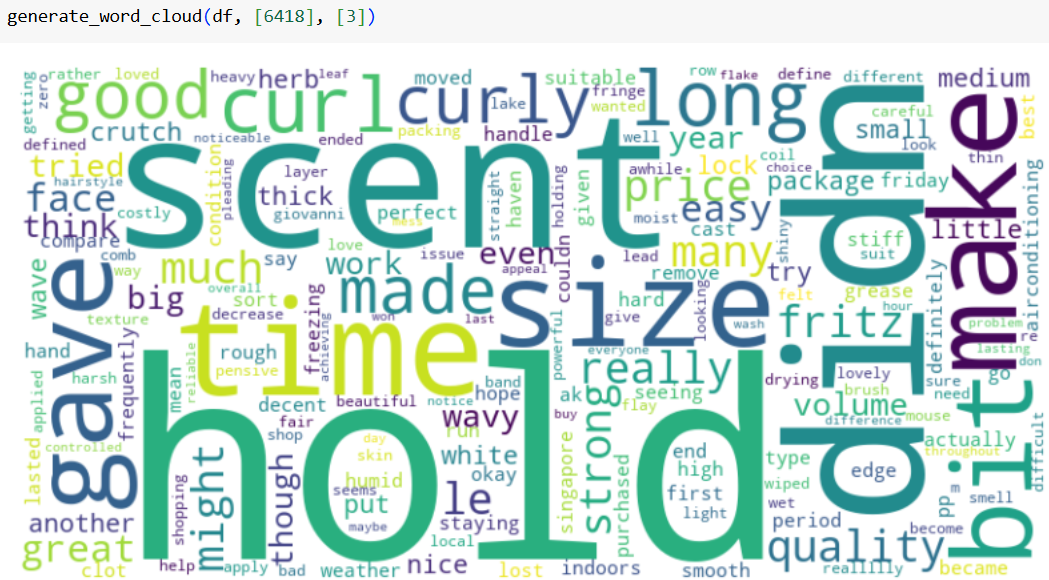 generate_word_cloud(df, [6418], [3])
getting
zero
rather
loved
heavy
herb
leaf
moved
suitable
row
flake
define
different
medium
good
curl
curly
lake
fringe
wanted
long
careful
best
crutch
noticeable
ended
packing
handle
well
year
small
look
defined
tried
scent
awhile
lock
coil
choice
didn
thin
make
hairstyle
condition
pleading
layer
thick
giovanni
perfect
mess
straight
haven
holding
given
price
package
friday
face
costly
moist
easy
cast
shiny
stiff
suit
little
airconditioning
think
compare
comb
way
love
issue
even
appeal
couldn
lead
many
wave
gave
much
say
work
remove
try
overall
big
sort
made
size
hard
looking
felt
grease
definitely
texture
decrease
freezing
achieving
won
last
powerful
give
wash
fritz
hour
problem
re
lasting
hand
time
rough
pensive
everyone
really
drying
lovely
brush
sure
need
go
don
harsh
frequently
mean
reliable
decent
fair
beautiful
notice
band
hope
ak
buy
seeing
flay
strong
volume
difference
mouse
bit
applied
controlled
hold
shop
wavy
run
actually
throughout
difficult
lasted
might
though
day
skin
humid
white
okay
singapore
purchased
end
high
type
wiped
edge
pp
m
smell
another
shopping
seems
put
le
staying
first
light
wet
period
become
great
maybe
local
quality
clot
help
apply
bad
weather
nice
lost
indoors
smooth
reallllly
became